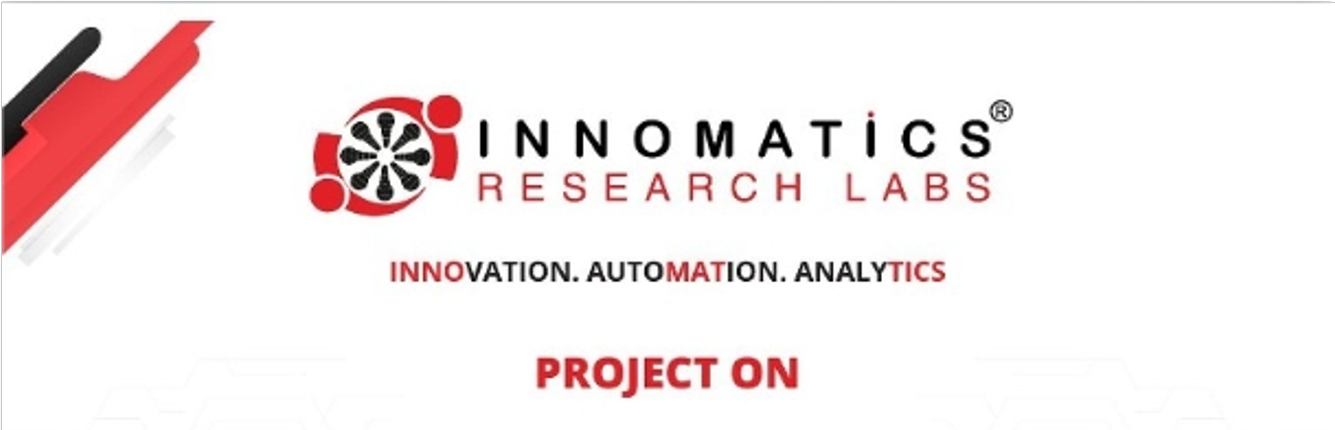 INNOMATICS®
RESEARCH LABS
INNOVATION. AUTOMATION. ANALYTICS
PROJECT ON